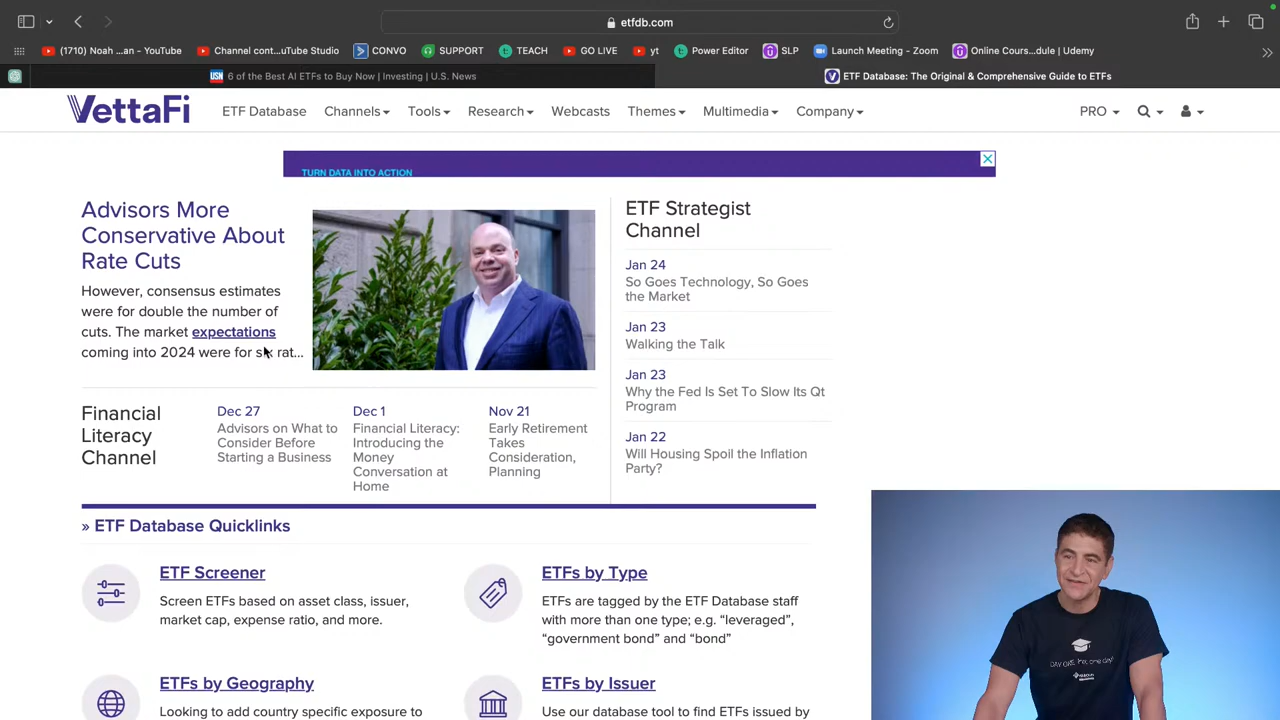 etfdb.com
(1710) Noah ...an - YouTube
Channel cont...uTube Studio
CONVO
SUPPORT
TEACH
GO LIVE
yt
Power Editor
SLP
Launch Meeting - Zoom
Online Cours...dule | Udemy
USN 6 of the Best AI ETFs to Buy Now | Investing | U.S. News
ETF Database: The Original & Comprehensive Guide to ETFs
VettaFi
ETF Database
Channels
Tools
Research
Webcasts
Themes
Multimedia
Company
PRO
TURN DATA INTO ACTION
Advisors More
Conservative About
Rate Cuts
However, consensus estimates
were for double the number of
cuts. The market expectations
coming into 2024 were for six rat...
ETF Strategist
Channel
Jan 24
So Goes Technology, So Goes
the Market
Jan 23
Walking the Talk
Jan 23
Why the Fed Is Set To Slow Its Qt
Program
Jan 22
Will Housing Spoil the Inflation
Party?
Financial
Literacy
Channel
Dec 27
Advisors on What to
Consider Before
Starting a Business
Dec 1
Financial Literacy:
Introducing the
Money
Conversation at
Home
Nov 21
Early Retirement
Takes
Consideration,
Planning
» ETF Database Quicklinks
ETF Screener
Screen ETFs based on asset class, issuer,
market cap, expense ratio, and more.
ETFs by Type
ETFs are tagged by the ETF Database staff
with more than one type; e.g. “leveraged”,
“government bond” and “bond”
ETFs by Geography
Looking to add country specific exposure to
ETFs by Issuer
Use our database tool to find ETFs issued by